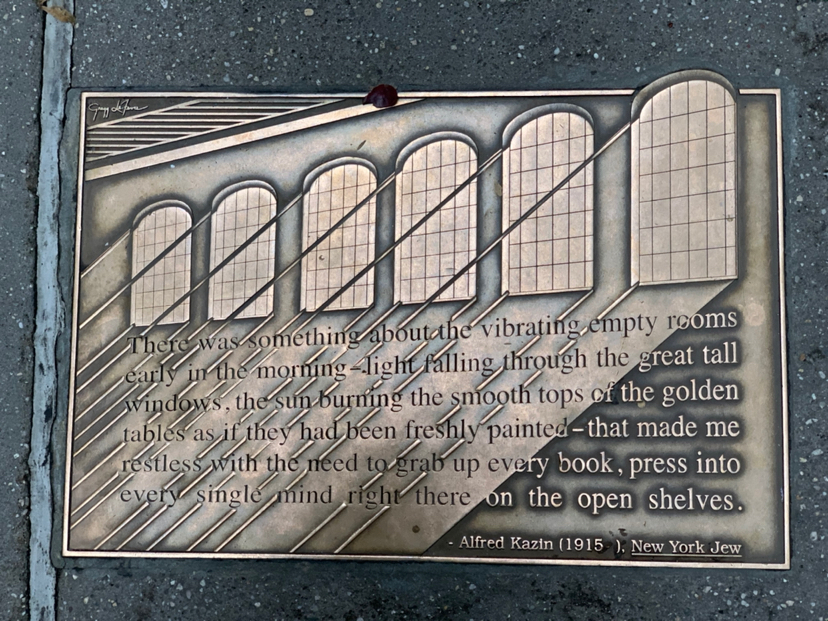 Gregg LeFevre
There was something about the vibrating empty rooms
early in the morning–light falling through the great tall
windows, the sun burning the smooth tops of the golden
tables as if they had been freshly painted–that made me
restless with the need to grab up every book, press into
every single mind right there on the open shelves.
- Alfred Kazin (1915 ), New York Jew